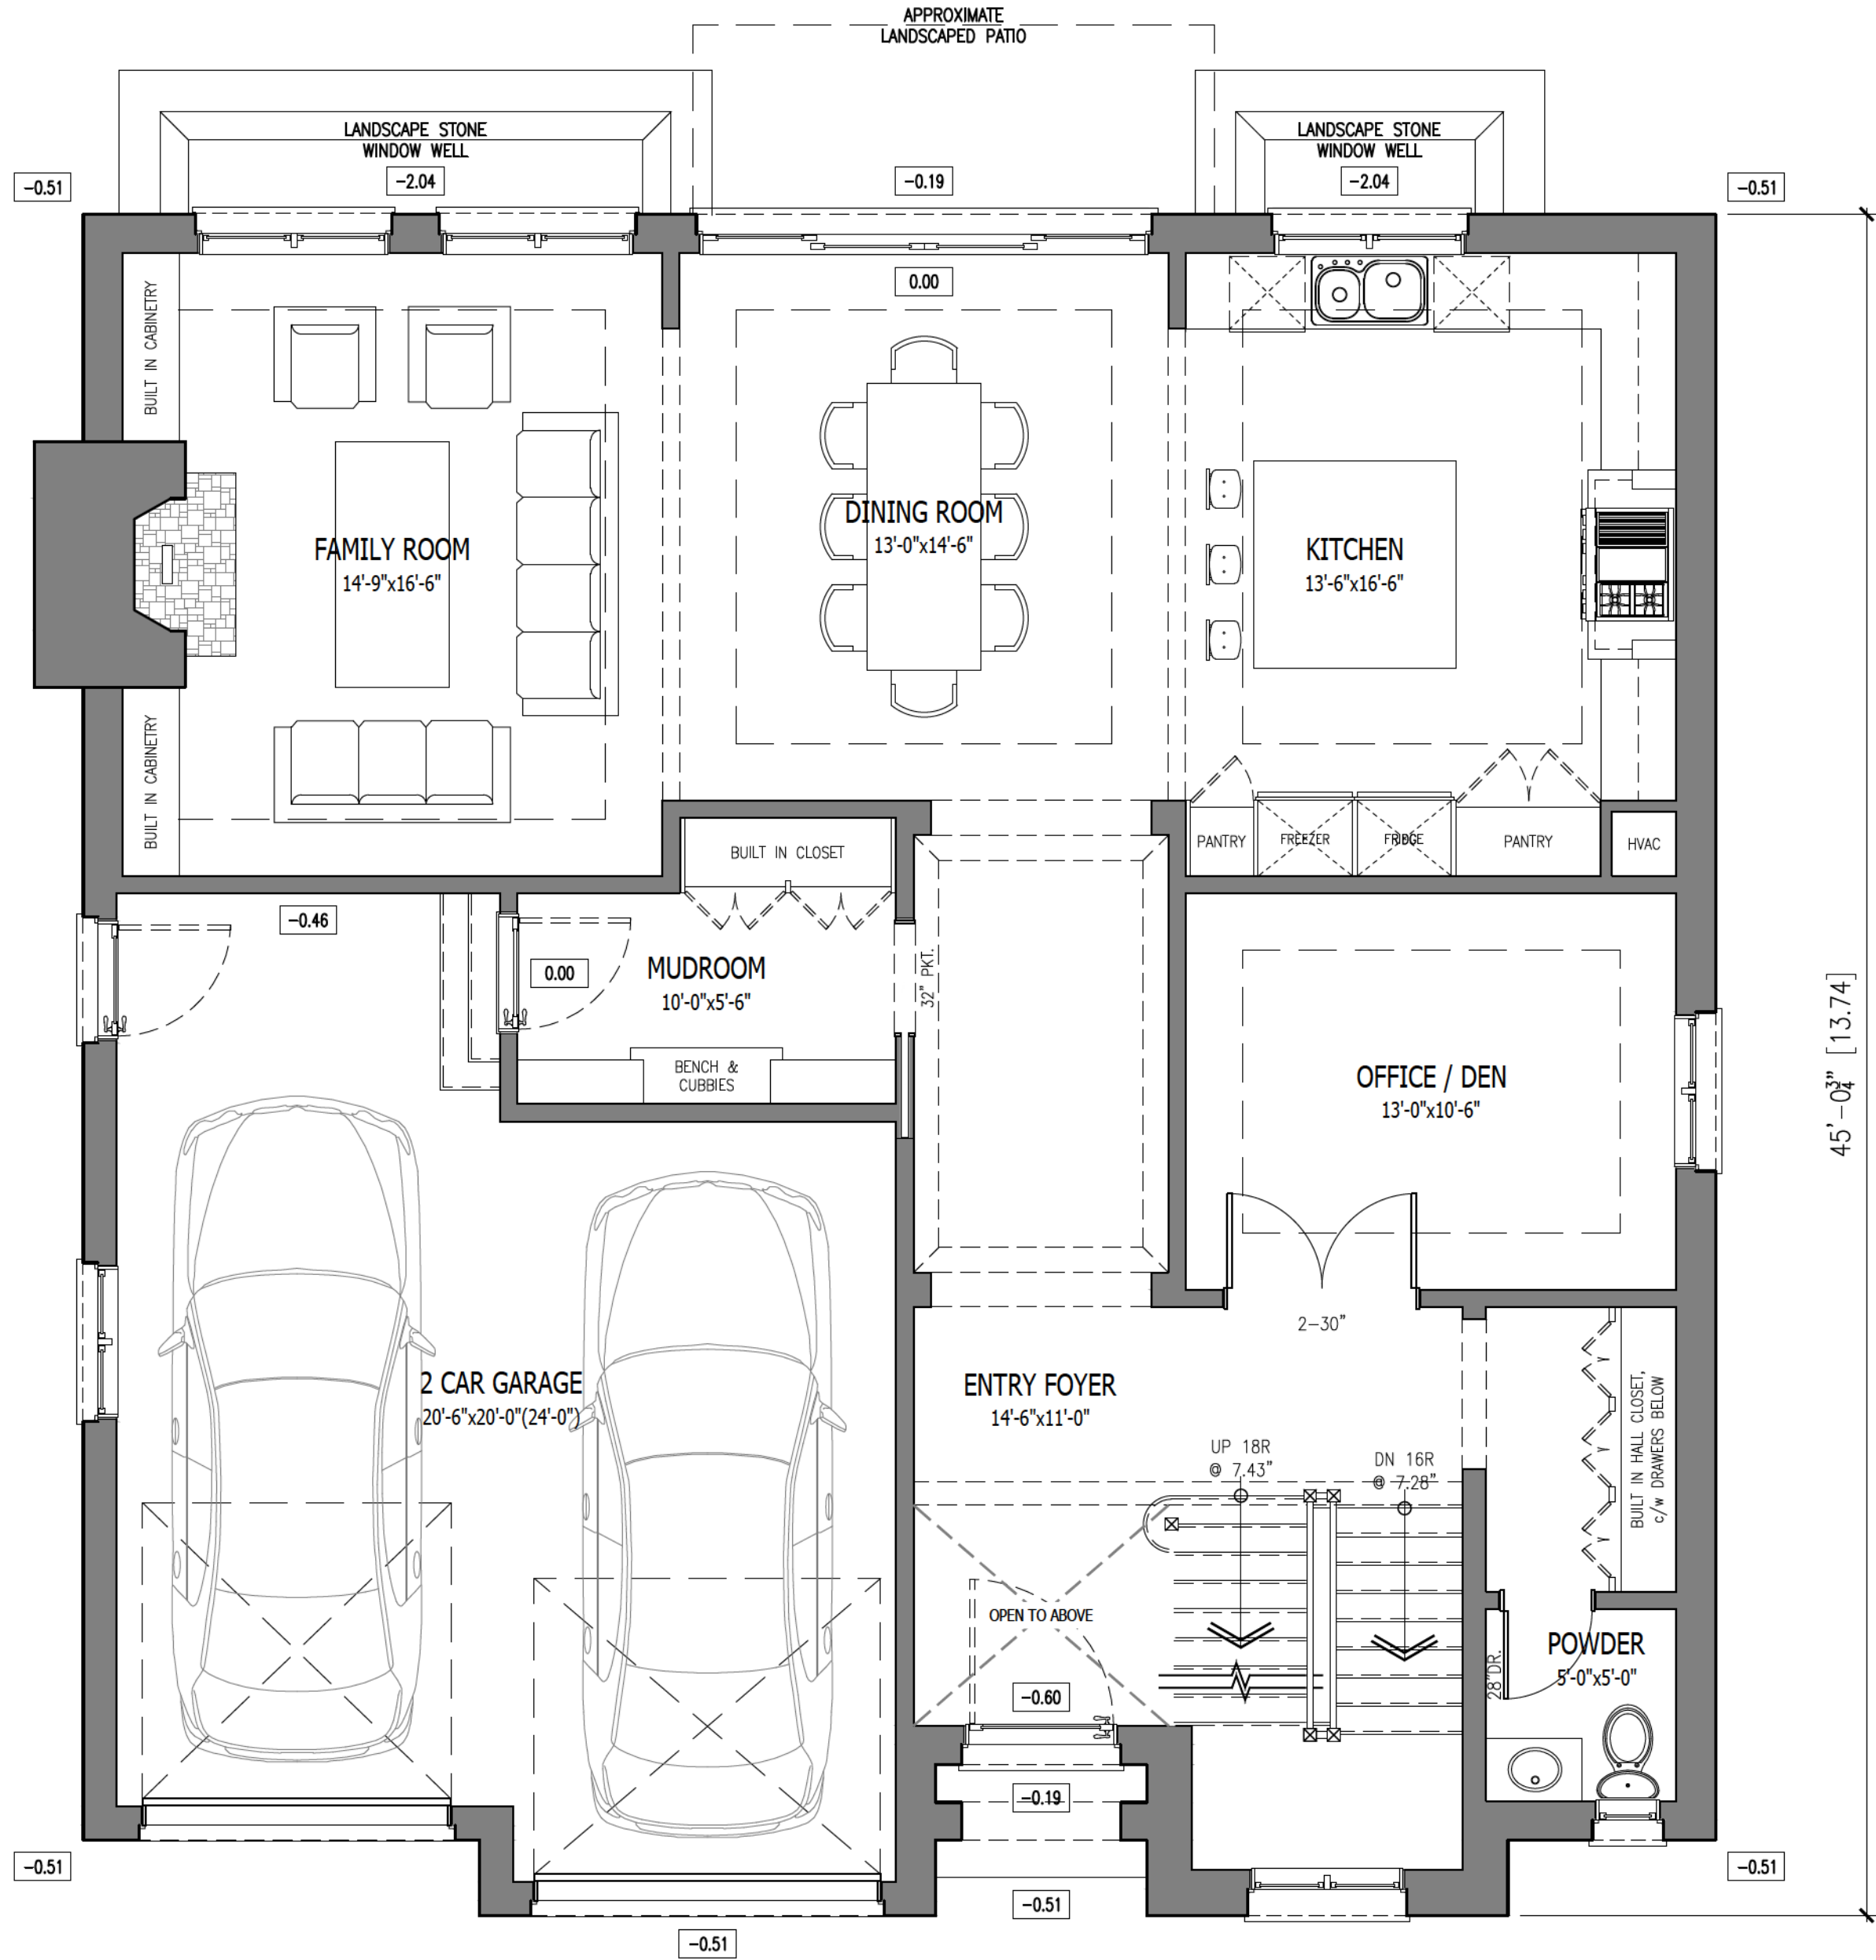 APPROXIMATE
LANDSCAPED PATIO
LANDSCAPE STONE
WINDOW WELL
LANDSCAPE STONE
WINDOW WELL
-0.51
-2.04
-0.19
-2.04
-0.51
0.00
BUILT IN CABINETRY
FAMILY ROOM
14'-9"x16'-6"
DINING ROOM
13'-0"x14'-6"
KITCHEN
13'-6"x16'-6"
BUILT IN CABINETRY
BUILT IN CLOSET
PANTRY
FREEZER
FRIDGE
PANTRY
HVAC
-0.46
0.00
MUDROOM
10'-0"x5'-6"
32" PKT.
BENCH &
CUBBIES
OFFICE / DEN
13'-0"x10'-6"
45'-0¾" [13.74]
2-30"
2 CAR GARAGE
20'-6"x20'-0"(24'-0")
ENTRY FOYER
14'-6"x11'-0"
UP 18R
@ 7.43"
DN 16R
@ 7.28"
BUILT IN HALL CLOSET,
c/w DRAWERS BELOW
OPEN TO ABOVE
POWDER
5'-0"x5'-0"
28"DR.
-0.60
-0.19
-0.51
-0.51
-0.51
-0.51